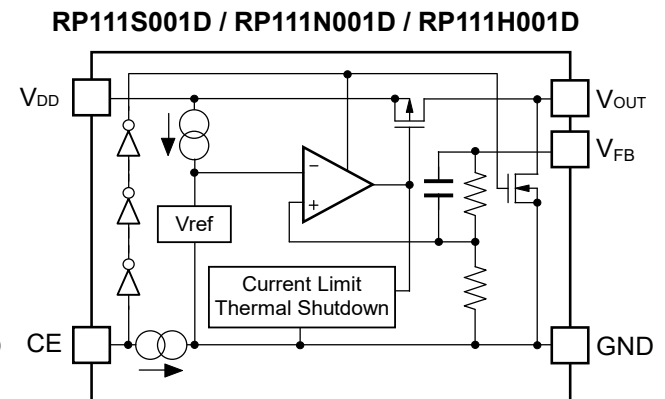 RP111S001D / RP111N001D / RP111H001D
VDD
VOUT
VFB
−
+
Vref
Current Limit
Thermal Shutdown
CE
GND